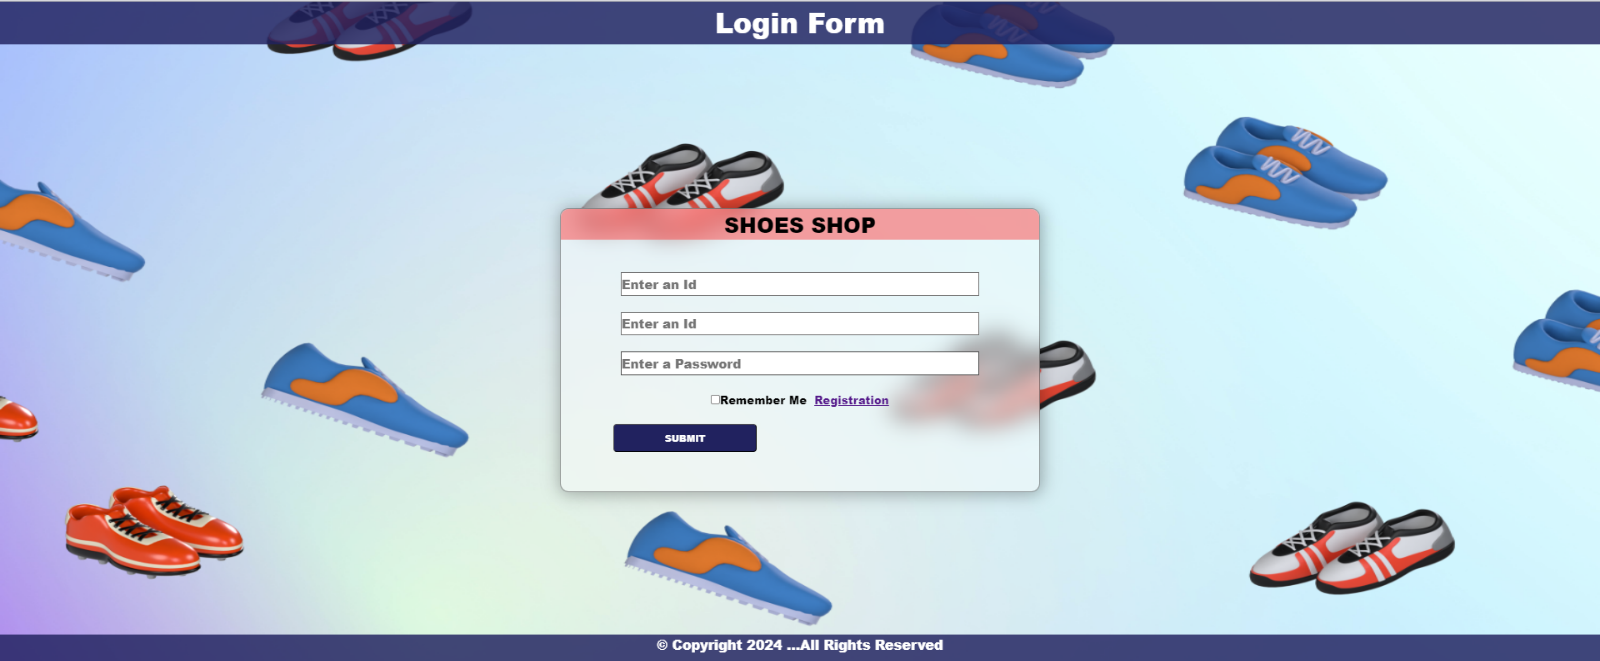 Login Form
SHOES SHOP
Enter an Id
Enter an Id
Enter a Password
Remember Me Registration
SUBMIT
© Copyright 2024 ...All Rights Reserved